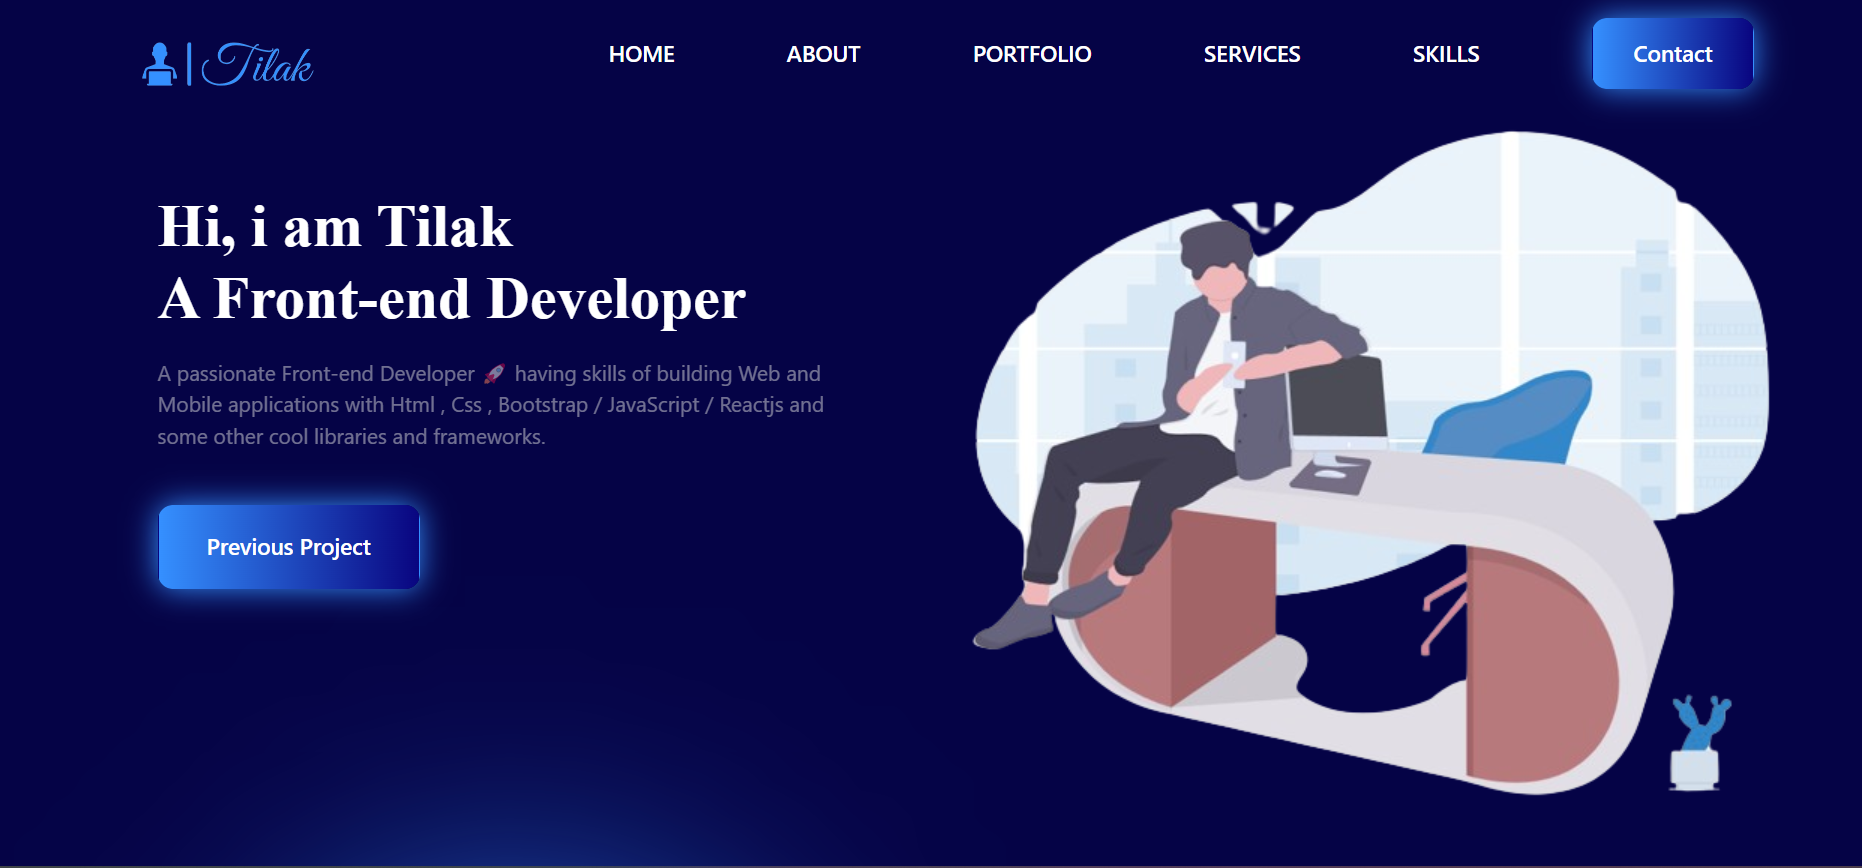 Tilak
HOME ABOUT PORTFOLIO SERVICES SKILLS Contact
Hi, i am Tilak
A Front-end Developer
A passionate Front-end Developer 🚀 having skills of building Web and
Mobile applications with Html , Css , Bootstrap / JavaScript / Reactjs and
some other cool libraries and frameworks.
Previous Project